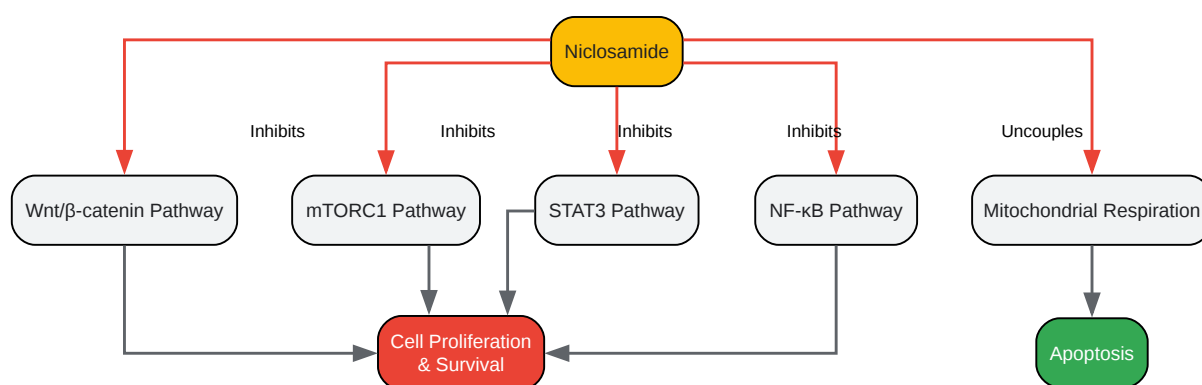 Niclosamide
Inhibits
Inhibits
Inhibits
Inhibits
Uncouples
Wnt/β-catenin Pathway
mTORC1 Pathway
STAT3 Pathway
NF-κB Pathway
Mitochondrial Respiration
Cell Proliferation
& Survival
Apoptosis